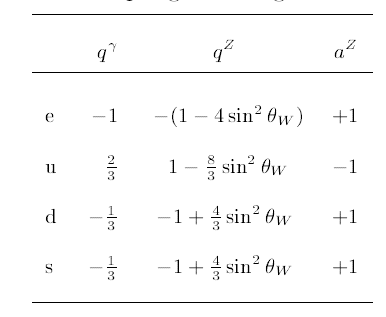 q^γ q^Z a^Z
e −1 −(1 − 4 sin² θ_W) +1
u 2/3 1 − 8/3 sin² θ_W −1
d −1/3 −1 + 4/3 sin² θ_W +1
s −1/3 −1 + 4/3 sin² θ_W +1